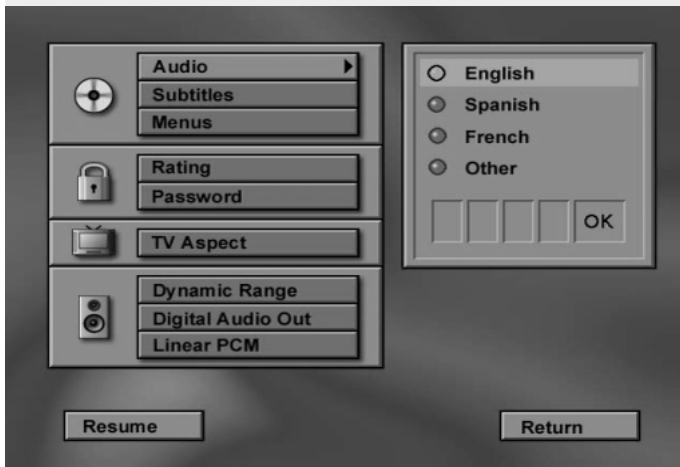 Audio
Subtitles
Menus
Rating
Password
TV Aspect
Dynamic Range
Digital Audio Out
Linear PCM
English
Spanish
French
Other
OK
Resume
Return